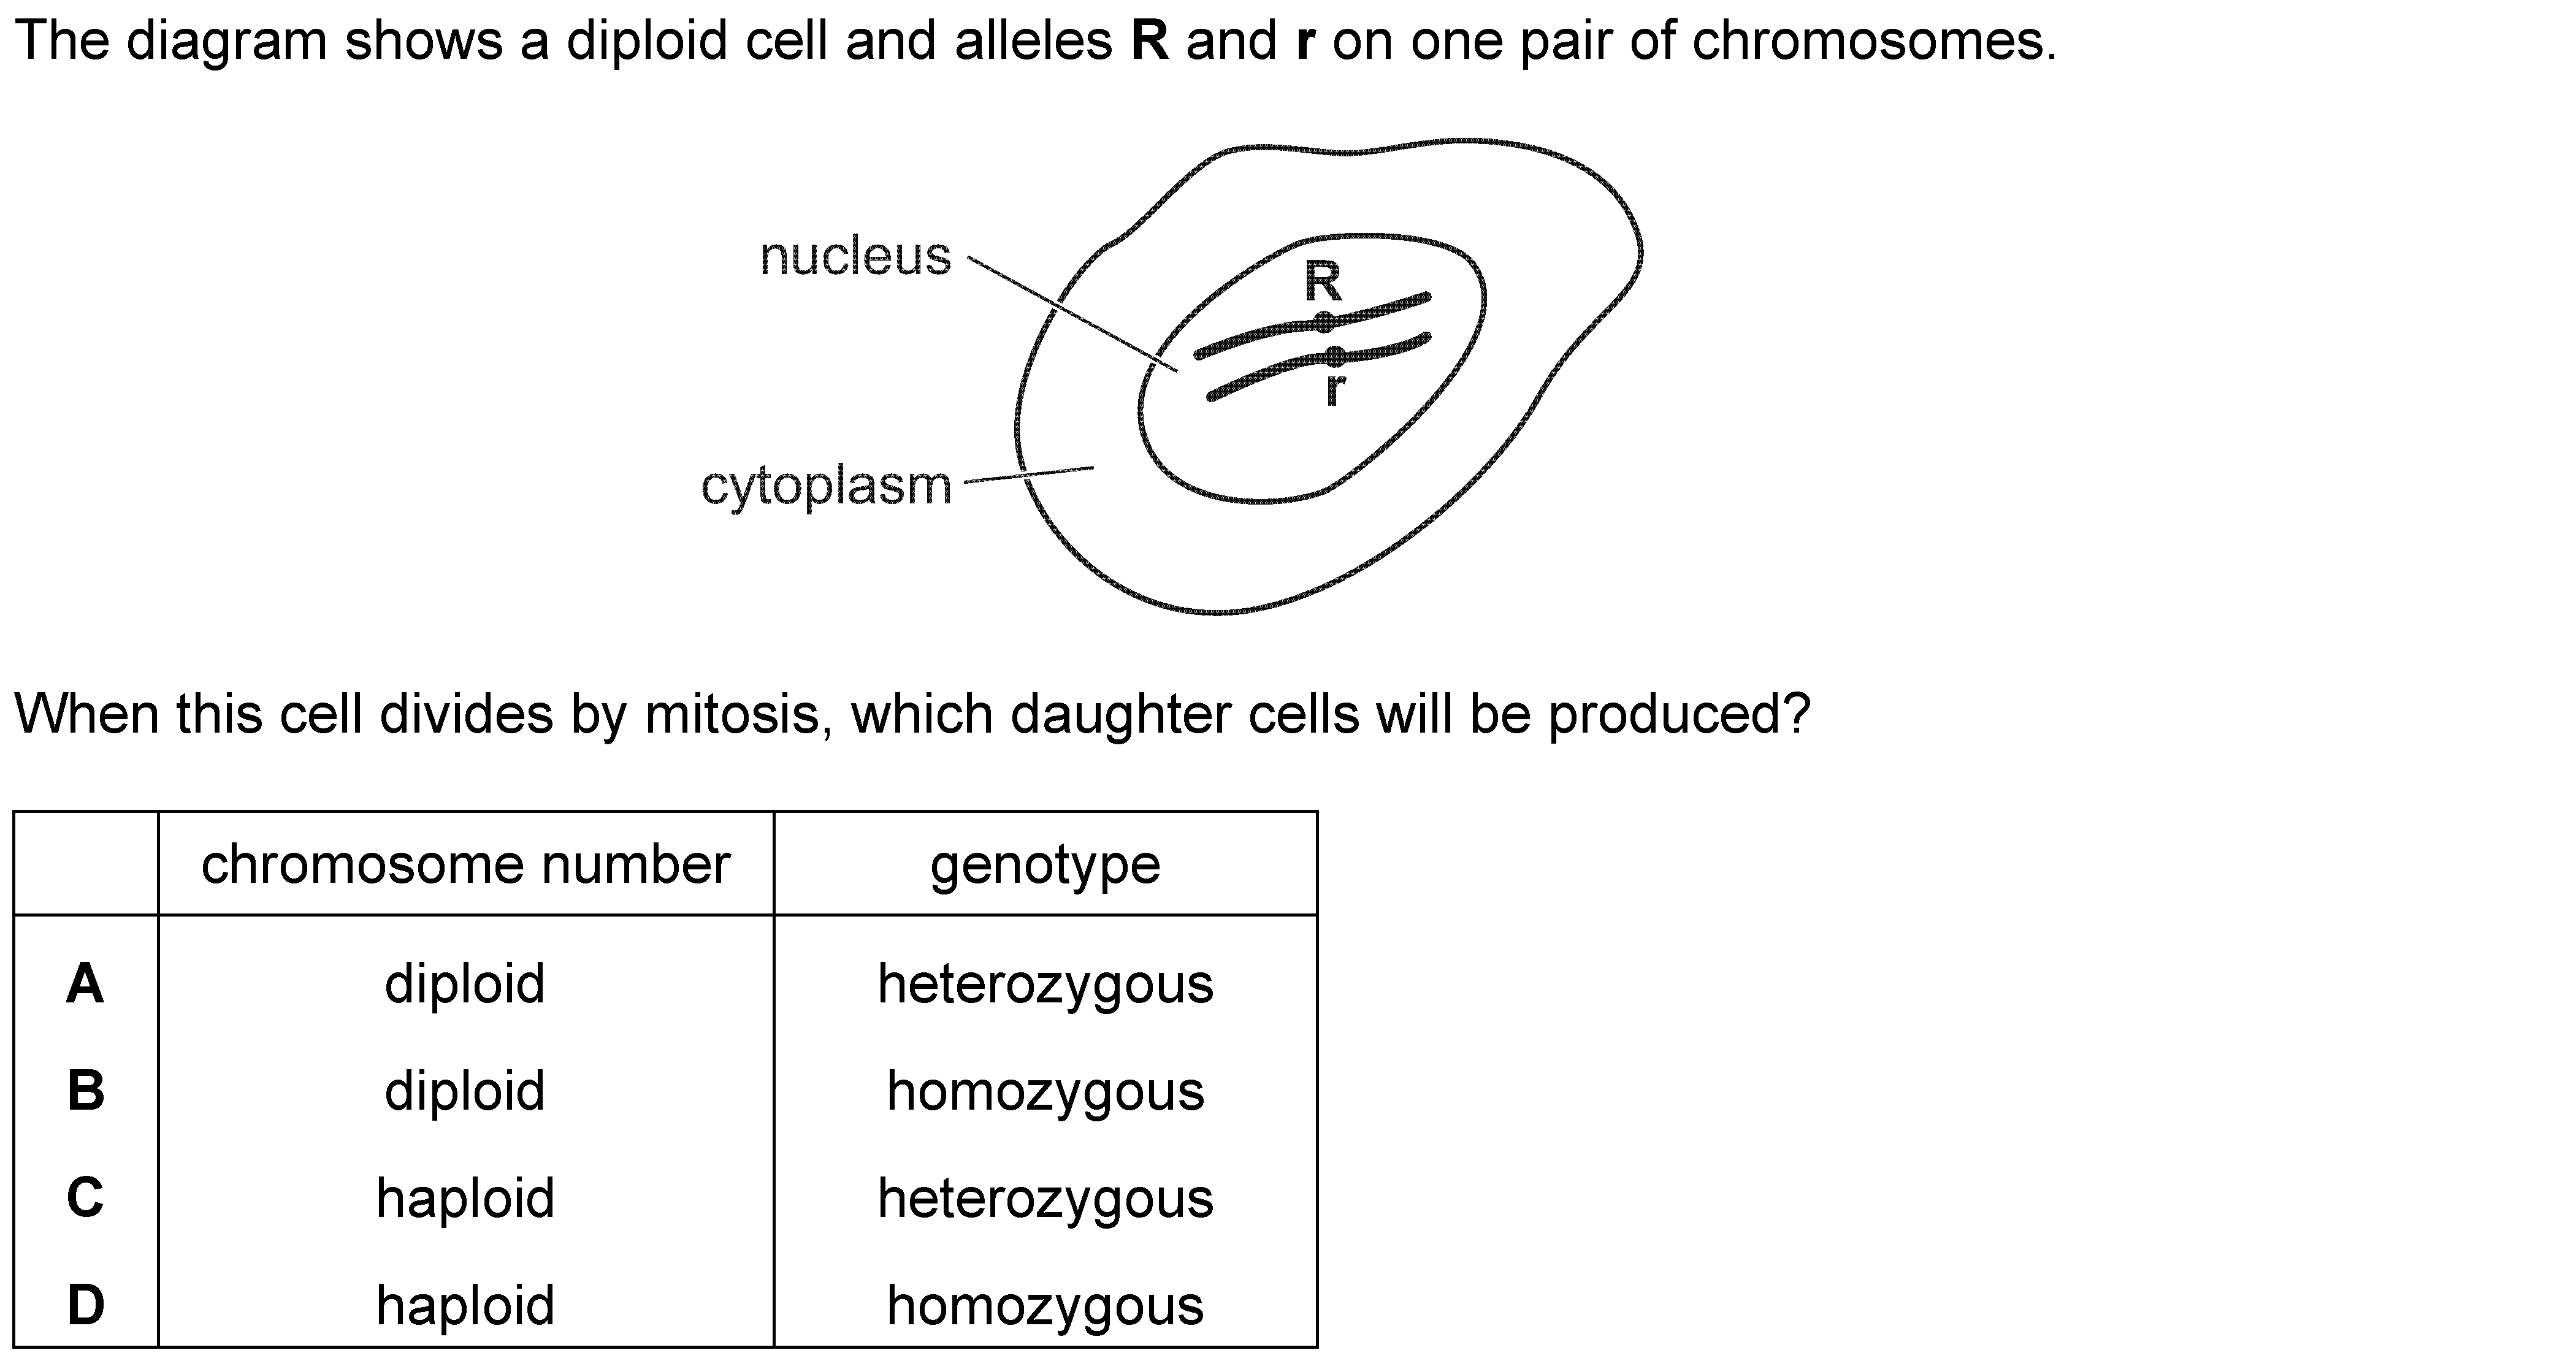 The diagram shows a diploid cell and alleles R and r on one pair of chromosomes.
nucleus
R
r
cytoplasm
When this cell divides by mitosis, which daughter cells will be produced?
chromosome number genotype
A diploid heterozygous
B diploid homozygous
C haploid heterozygous
D haploid homozygous